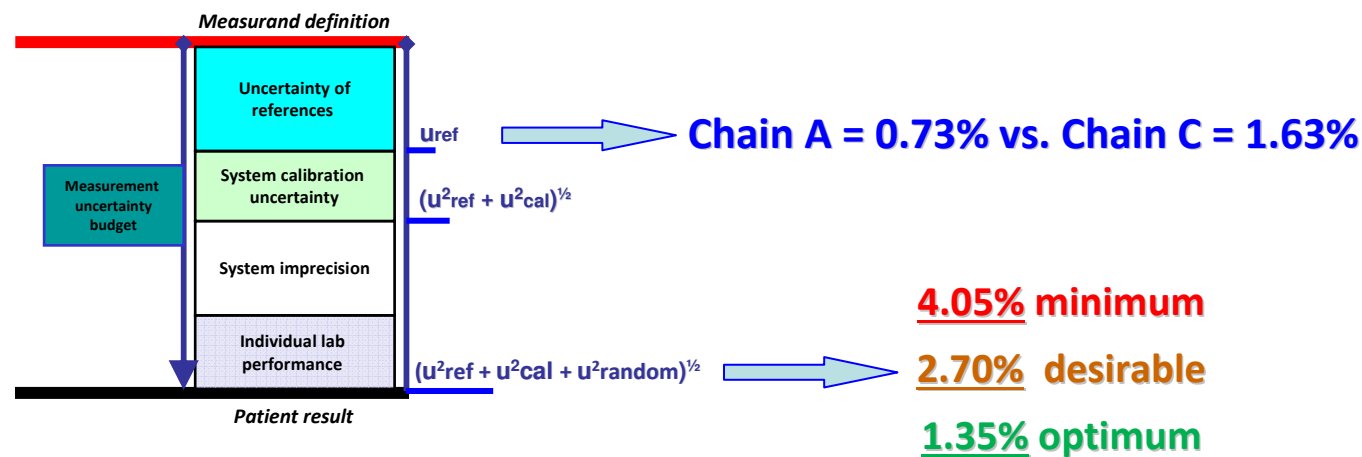 Measurand definition
Uncertainty of
references
uref
Chain A = 0.73% vs. Chain C = 1.63%
Measurement
uncertainty
budget
System calibration
uncertainty
(u²ref + u²cal)½
System imprecision
4.05% minimum
Individual lab
performance
(u²ref + u²cal + u²random)½
2.70% desirable
Patient result
1.35% optimum